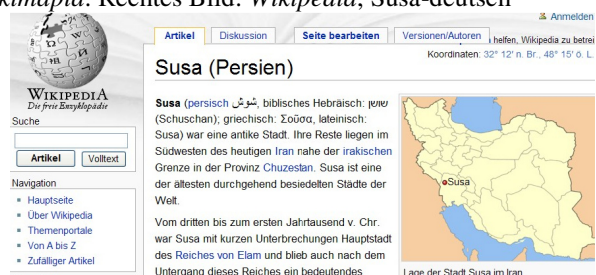 kimapia. Rechtes Bild: Wikipedia, Susa-deutsch
WIKIPEDIA
Die freie Enzyklopädie
Suche
Artikel Volltext
Navigation
Hauptseite
Über Wikipedia
Themenportale
Von A bis Z
Zufälliger Artikel
Anmelden
Artikel Diskussion Seite bearbeiten Versionen/Autoren
helfen, Wikipedia zu betrei
Koordinaten: 32° 12' n. Br., 48° 15' ö. L.
Susa (Persien)
Susa (persisch شوش, biblisches Hebräisch: שושן
(Schuschan); griechisch: Σοῦσα, lateinisch:
Susa) war eine antike Stadt. Ihre Reste liegen im
Südwesten des heutigen Iran nahe der irakischen
Grenze in der Provinz Chuzestan. Susa ist eine
der ältesten durchgehend besiedelten Städte der
Welt.
Vom dritten bis zum ersten Jahrtausend v. Chr.
war Susa mit kurzen Unterbrechungen Hauptstadt
des Reiches von Elam und blieb auch nach dem
Untergang dieses Reiches ein bedeutendes
Susa
Lage der Stadt Susa im Iran